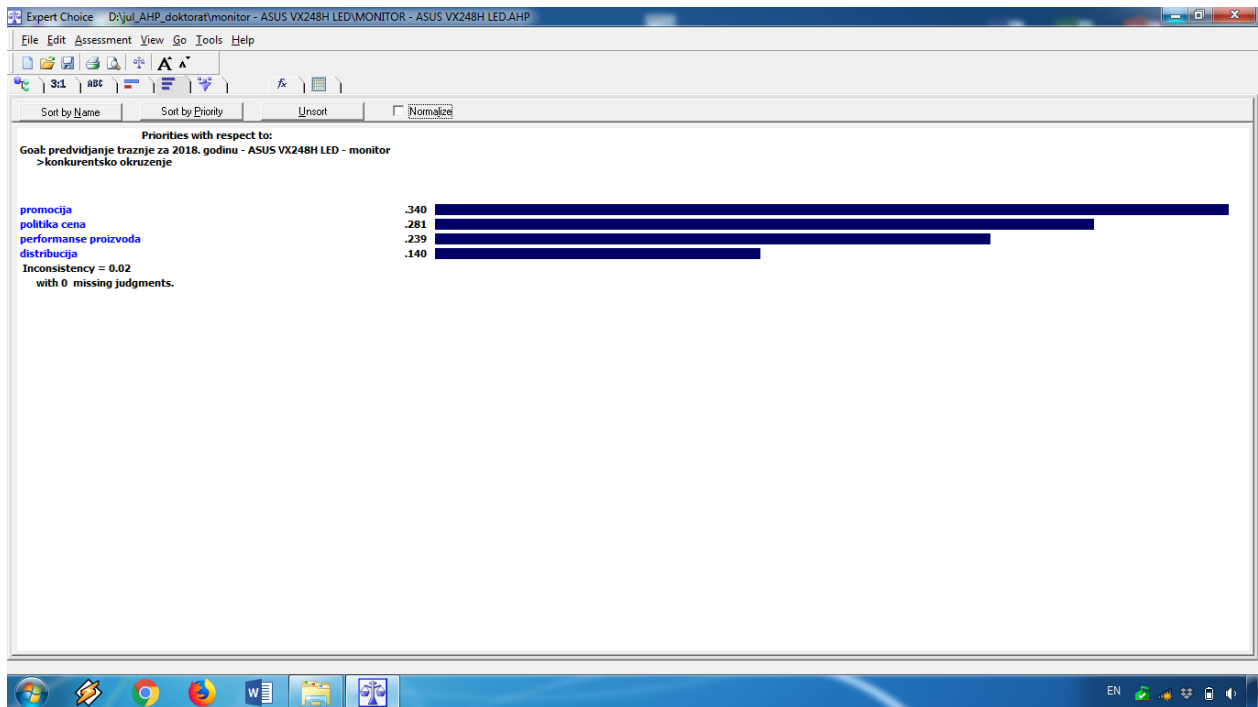 Expert Choice D:\jul_AHP_doktorat\monitor - ASUS VX248H LED\MONITOR - ASUS VX248H LED.AHP
File Edit Assessment View Go Tools Help
A A
3:1 ABC fx
Sort by Name Sort by Priority Unsort Normalize
Priorities with respect to:
Goal: predvidjanje traznje za 2018. godinu - ASUS VX248H LED - monitor
>konkurentsko okruzenje
promocija .340
politika cena .281
performanse proizvoda .239
distribucija .140
Inconsistency = 0.02
with 0 missing judgments.
W EN